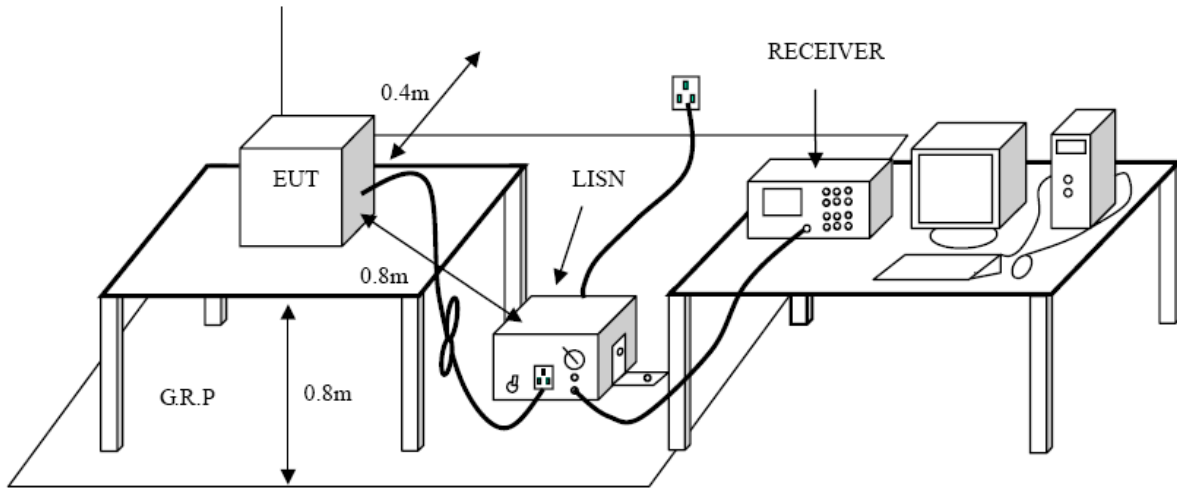 RECEIVER
0.4m
EUT
LISN
0.8m
G.R.P
0.8m